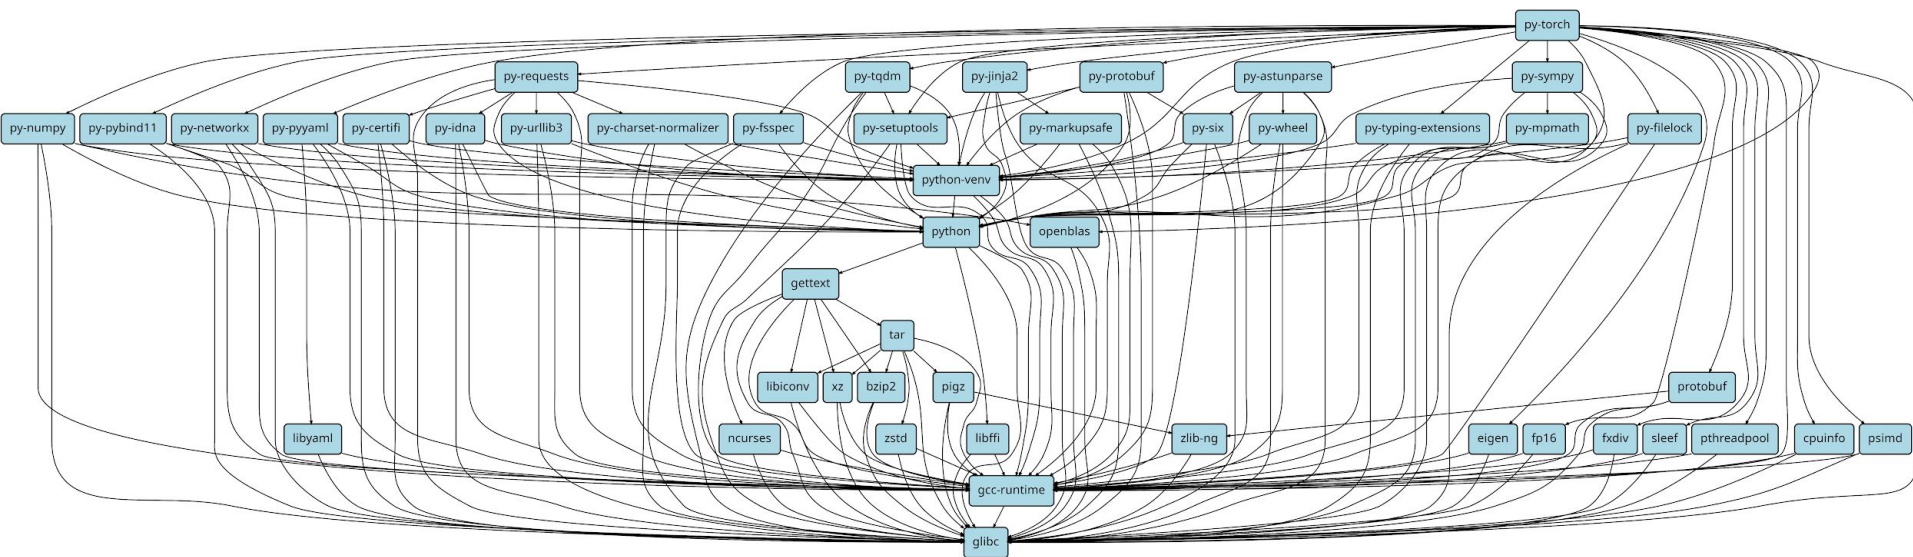 py-torch
py-requests
py-tqdm
py-jinja2
py-protobuf
py-astunparse
py-sympy
py-numpy
py-pybind11
py-networkx
py-pyyaml
py-certifi
py-idna
py-urllib3
py-charset-normalizer
py-fsspec
py-setuptools
py-markupsafe
py-six
py-wheel
py-typing-extensions
py-mpmath
py-filelock
python-venv
python
openblas
gettext
tar
libiconv
xz
bzip2
pigz
protobuf
libyaml
ncurses
zstd
libffi
zlib-ng
eigen
fp16
fxdiv
sleef
pthreadpool
cpuinfo
psimd
gcc-runtime
glibc